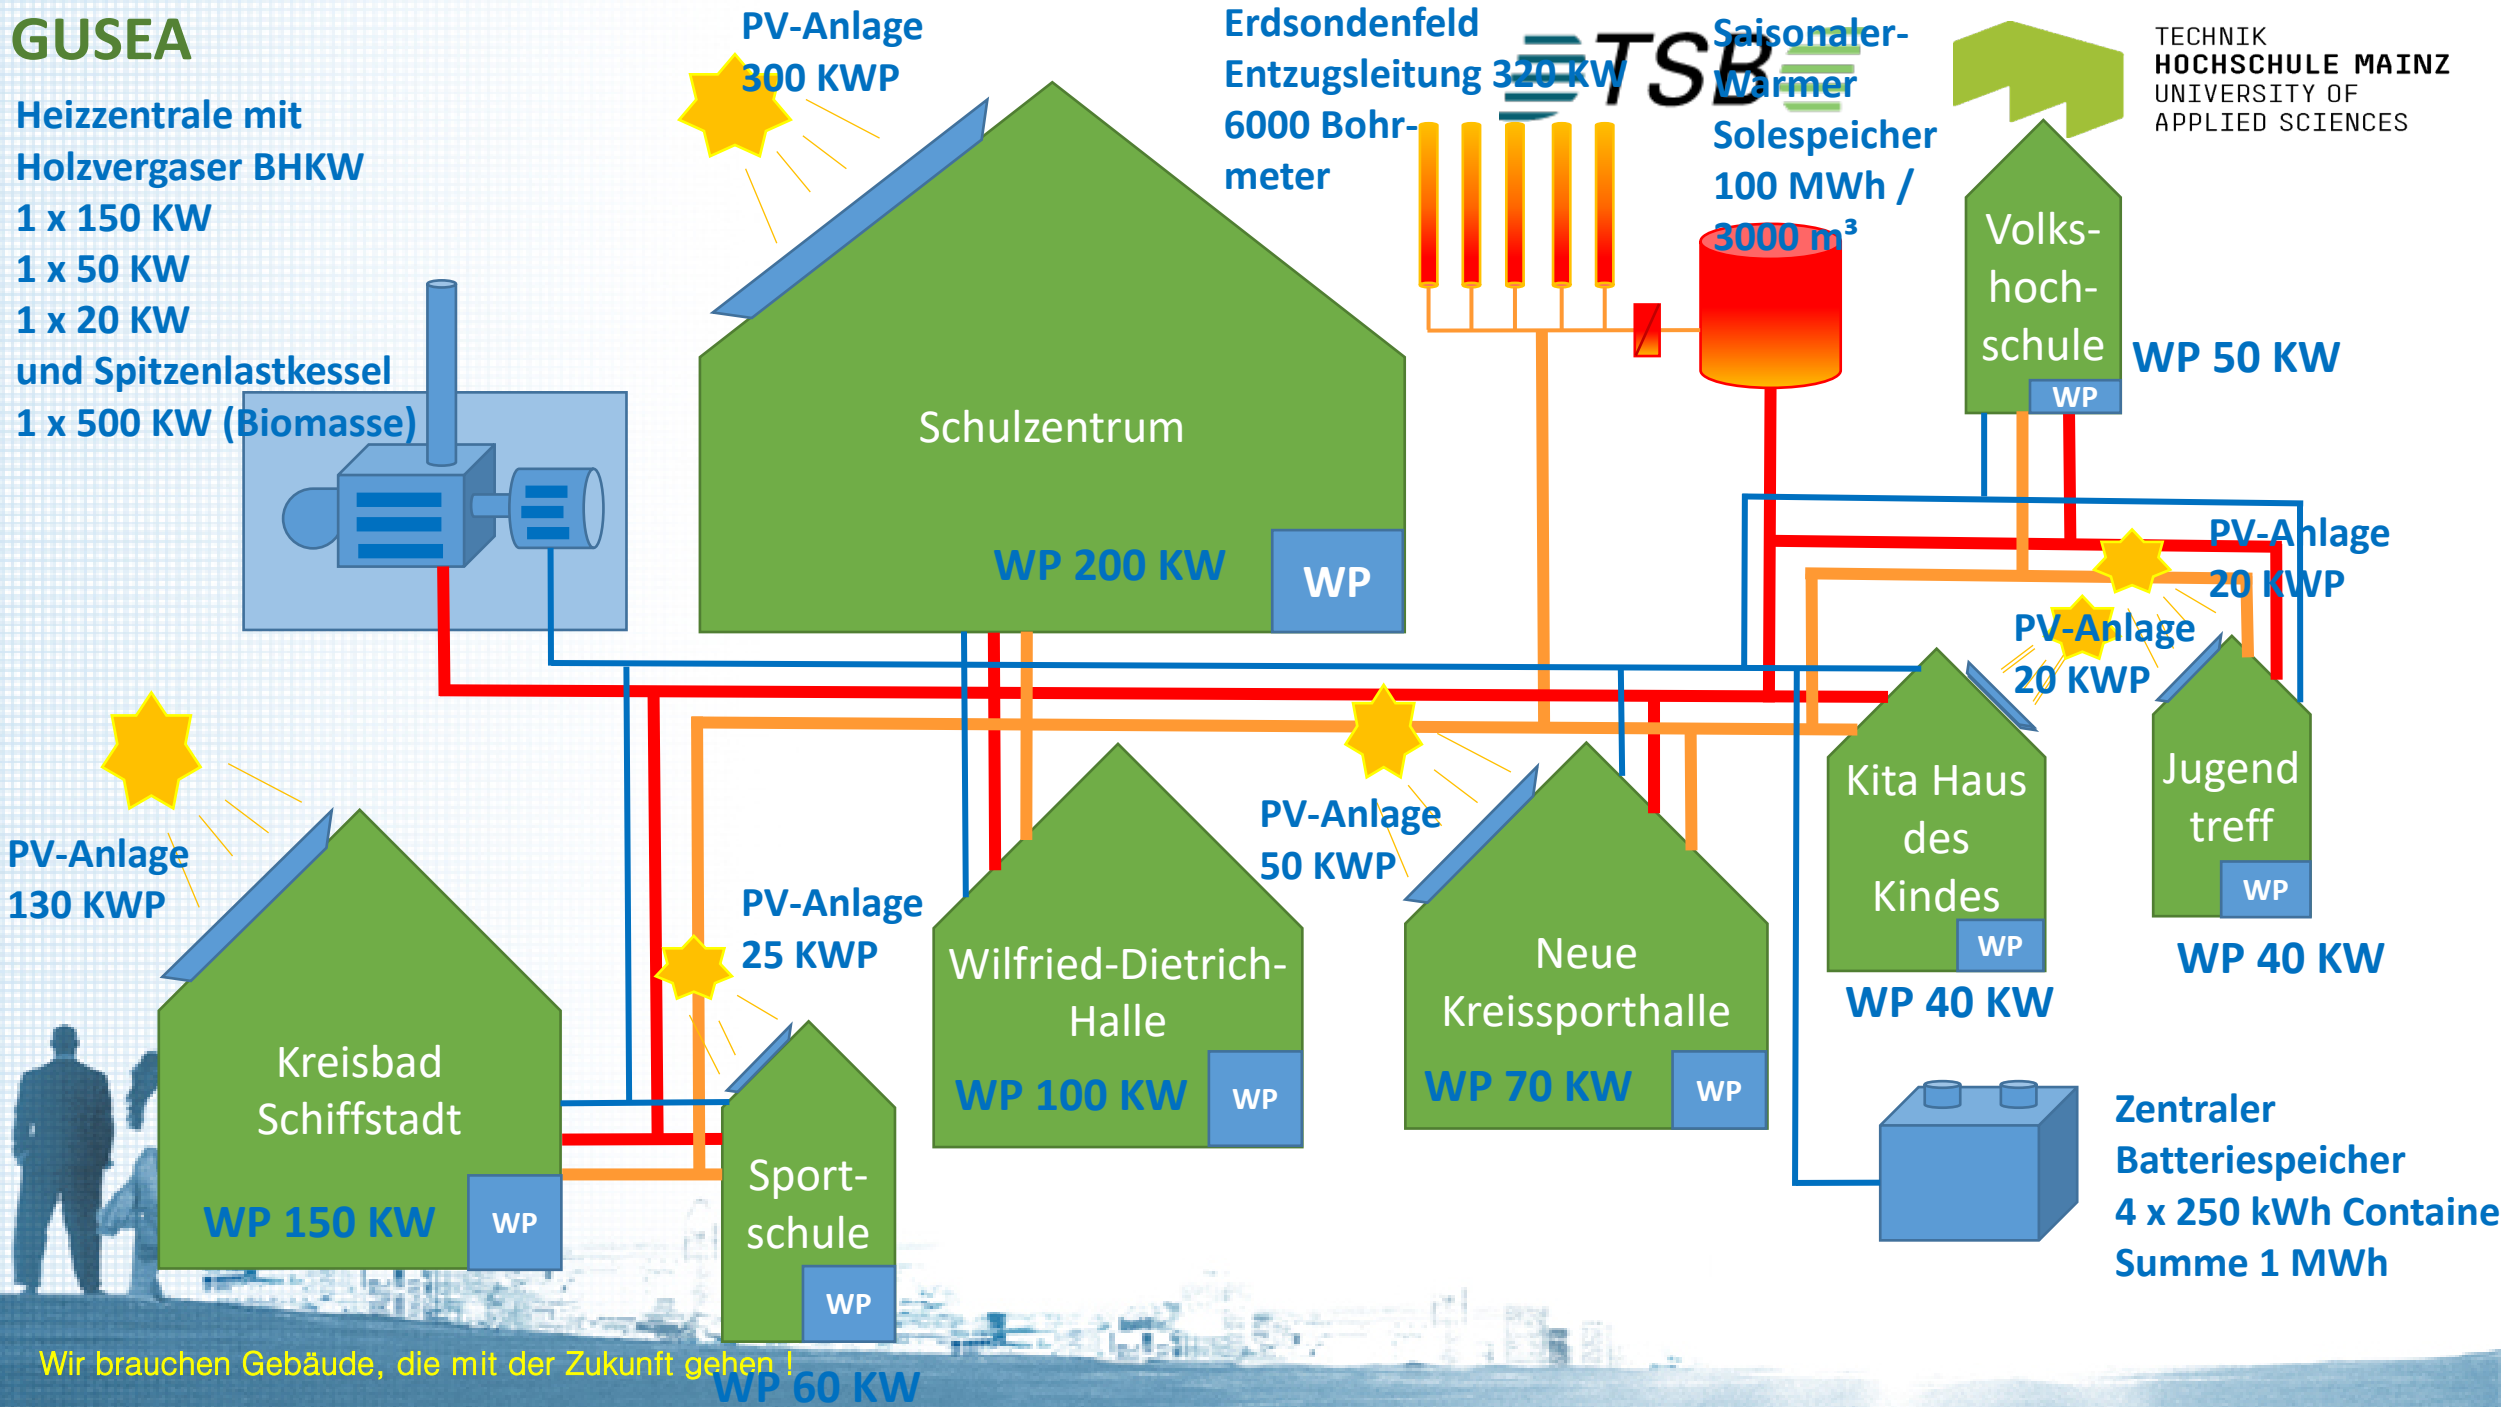 GUSEA
Heizzentrale mit
Holzvergaser BHKW
1 x 150 KW
1 x 50 KW
1 x 20 KW
und Spitzenlastkessel
1 x 500 KW (Biomasse)
PV-Anlage
300 KWP
Erdsondenfeld
Entzugsleitung 320 KW
6000 Bohr-
meter
TSB
Saisonaler-
Warmer
Solespeicher
100 MWh /
3000 m³
TECHNIK
HOCHSCHULE MAINZ
UNIVERSITY OF
APPLIED SCIENCES
Volks-
hoch-
schule
WP
WP 50 KW
Schulzentrum
WP 200 KW
WP
PV-Anlage
20 KWP
PV-Anlage
20 KWP
PV-Anlage
130 KWP
Kreisbad
Schiffstadt
WP 150 KW
WP
PV-Anlage
25 KWP
Sport-
schule
WP
WP 60 KW
Wilfried-Dietrich-
Halle
WP 100 KW
WP
PV-Anlage
50 KWP
Neue
Kreissporthalle
WP 70 KW
WP
Kita Haus
des
Kindes
WP
WP 40 KW
Jugend
treff
WP
WP 40 KW
Zentraler
Batteriespeicher
4 x 250 kWh Containe
Summe 1 MWh
Wir brauchen Gebäude, die mit der Zukunft gehen !